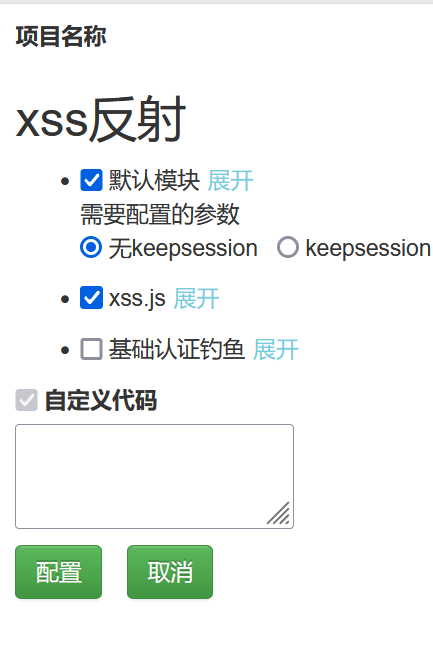 项目名称
xss反射
默认模块 展开
需要配置的参数
无keepsession keepsession
xss.js 展开
基础认证钓鱼 展开
自定义代码
配置 取消